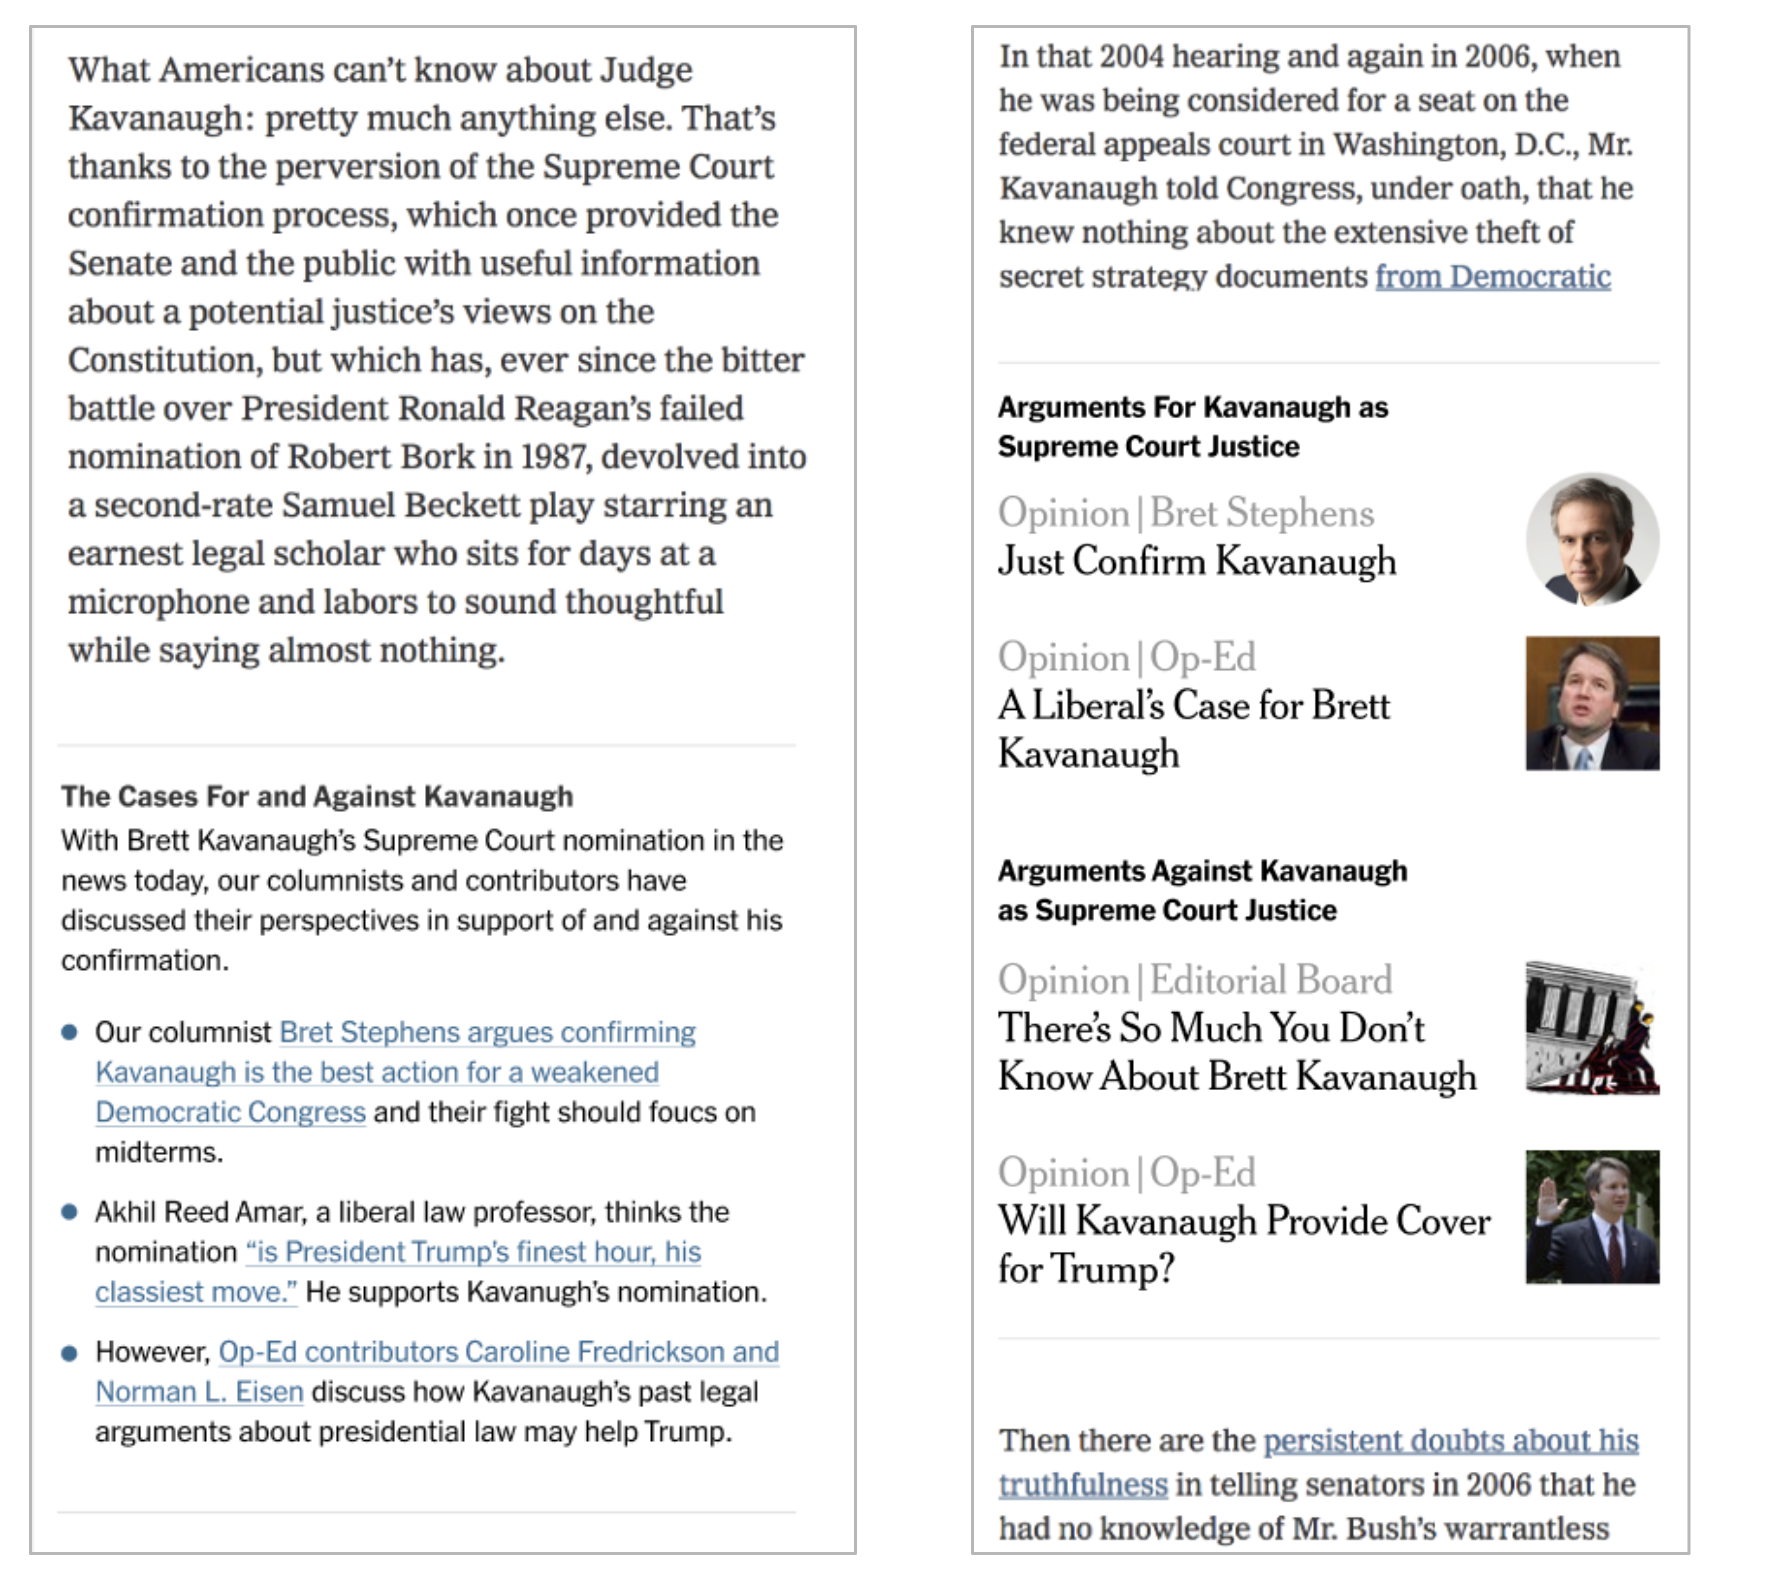 What Americans can’t know about Judge
Kavanaugh: pretty much anything else. That’s
thanks to the perversion of the Supreme Court
confirmation process, which once provided the
Senate and the public with useful information
about a potential justice’s views on the
Constitution, but which has, ever since the bitter
battle over President Ronald Reagan’s failed
nomination of Robert Bork in 1987, devolved into
a second-rate Samuel Beckett play starring an
earnest legal scholar who sits for days at a
microphone and labors to sound thoughtful
while saying almost nothing.
The Cases For and Against Kavanaugh
With Brett Kavanaugh’s Supreme Court nomination in the
news today, our columnists and contributors have
discussed their perspectives in support of and against his
confirmation.
• Our columnist Bret Stephens argues confirming
Kavanaugh is the best action for a weakened
Democratic Congress and their fight should foucs on
midterms.
• Akhil Reed Amar, a liberal law professor, thinks the
nomination “is President Trump’s finest hour, his
classiest move.” He supports Kavanugh’s nomination.
• However, Op-Ed contributors Caroline Fredrickson and
Norman L. Eisen discuss how Kavanaugh’s past legal
arguments about presidential law may help Trump.
In that 2004 hearing and again in 2006, when
he was being considered for a seat on the
federal appeals court in Washington, D.C., Mr.
Kavanaugh told Congress, under oath, that he
knew nothing about the extensive theft of
secret strategy documents from Democratic
Arguments For Kavanaugh as
Supreme Court Justice
Opinion | Bret Stephens
Just Confirm Kavanaugh
Opinion | Op-Ed
A Liberal’s Case for Brett
Kavanaugh
Arguments Against Kavanaugh
as Supreme Court Justice
Opinion | Editorial Board
There’s So Much You Don’t
Know About Brett Kavanaugh
Opinion | Op-Ed
Will Kavanaugh Provide Cover
for Trump?
Then there are the persistent doubts about his
truthfulness in telling senators in 2006 that he
had no knowledge of Mr. Bush’s warrantless